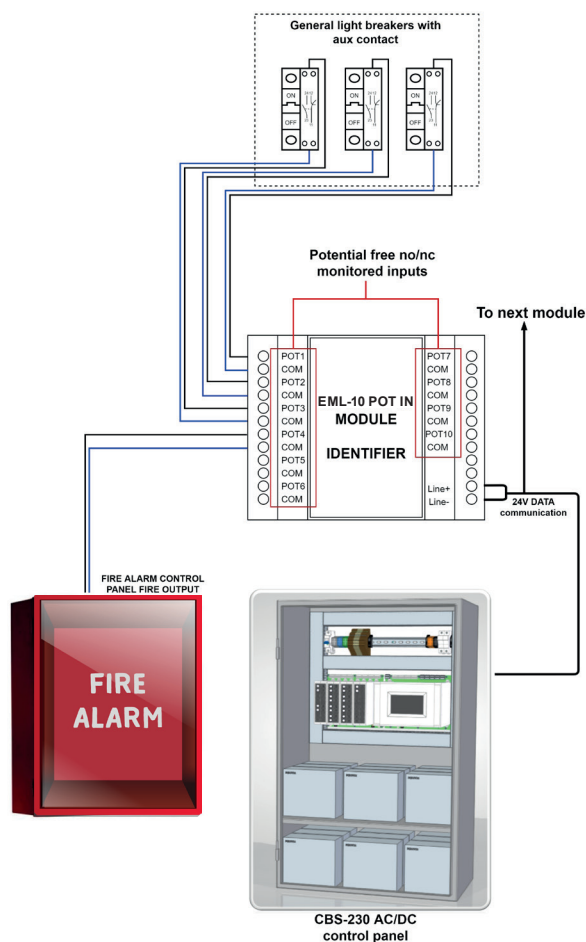 General light breakers with
aux contact
ON
OFF
ON
OFF
ON
OFF
Potential free no/nc
monitored inputs
To next module
POT1
COM
POT2
COM
POT3
COM
POT4
COM
POT5
COM
POT6
COM
EML-10 POT IN
MODULE
IDENTIFIER
POT7
COM
POT8
COM
POT9
COM
POT10
COM
Line+
Line-
24V DATA
communication
FIRE ALARM CONTROL
PANEL FIRE OUTPUT
FIRE
ALARM
CBS-230 AC/DC
control panel